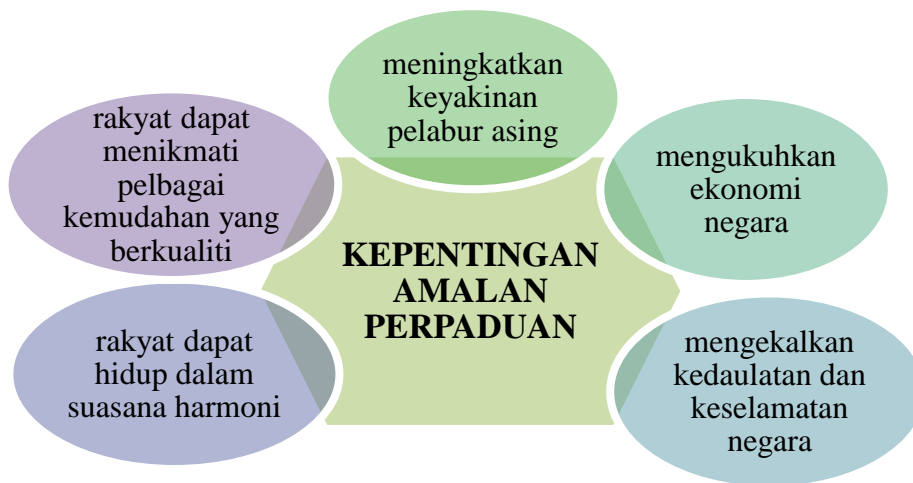 meningkatkan
keyakinan
pelabur asing
rakyat dapat
menikmati
pelbagai
kemudahan yang
berkualiti
mengukuhkan
ekonomi
negara
KEPENTINGAN
AMALAN
PERPADUAN
rakyat dapat
hidup dalam
suasana harmoni
mengekalkan
kedaulatan dan
keselamatan
negara